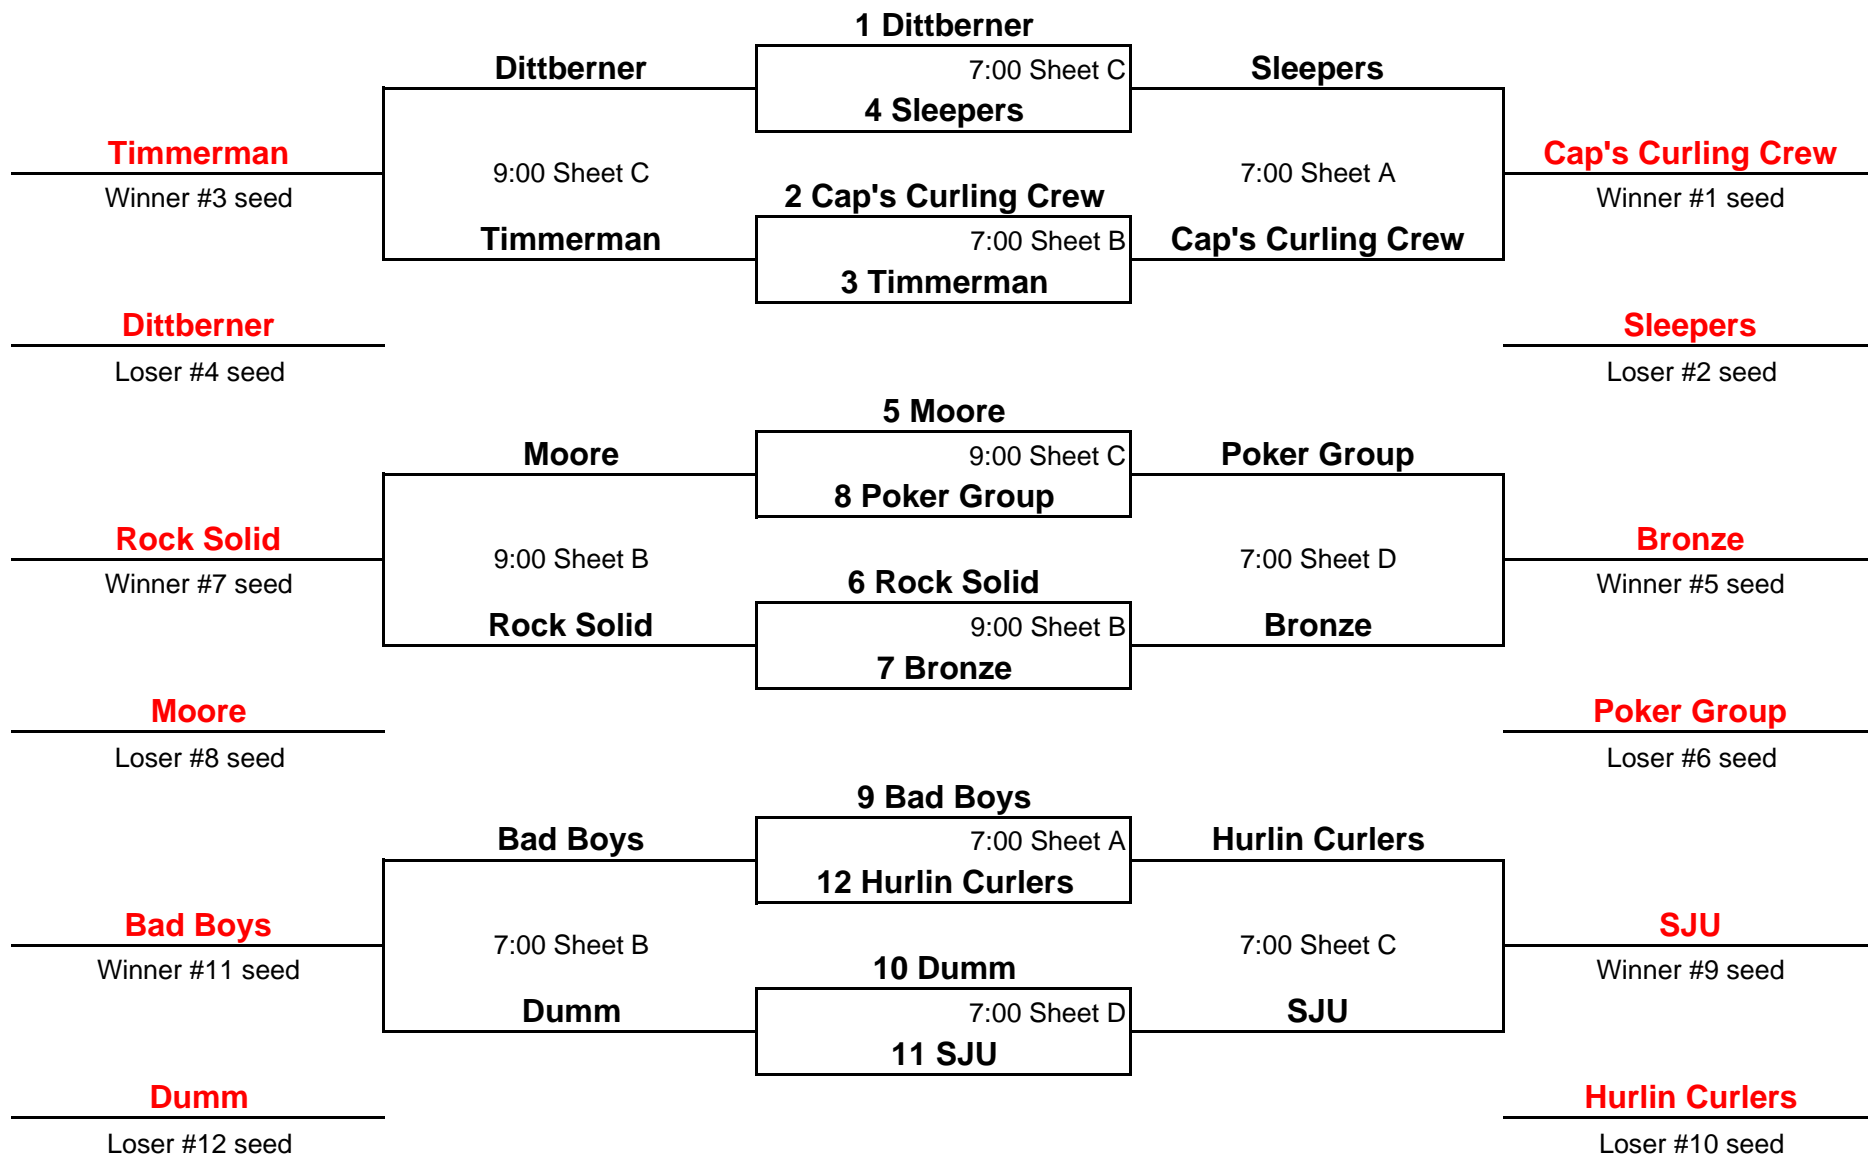 1 Dittberner
Dittberner 7:00 Sheet C Sleepers
4 Sleepers
Timmerman 9:00 Sheet C 7:00 Sheet A Cap's Curling Crew
Winner #3 seed 2 Cap's Curling Crew Winner #1 seed
Timmerman 7:00 Sheet B Cap's Curling Crew
3 Timmerman
Dittberner Sleepers
Loser #4 seed Loser #2 seed
5 Moore
Moore 9:00 Sheet C Poker Group
8 Poker Group
Rock Solid 9:00 Sheet B 7:00 Sheet D Bronze
Winner #7 seed 6 Rock Solid Winner #5 seed
Rock Solid 9:00 Sheet B Bronze
7 Bronze
Moore Poker Group
Loser #8 seed Loser #6 seed
9 Bad Boys
Bad Boys 7:00 Sheet A Hurlin Curlers
12 Hurlin Curlers
Bad Boys 7:00 Sheet B 7:00 Sheet C SJU
Winner #11 seed 10 Dumm Winner #9 seed
Dumm 7:00 Sheet D SJU
11 SJU
Dumm Hurlin Curlers
Loser #12 seed Loser #10 seed